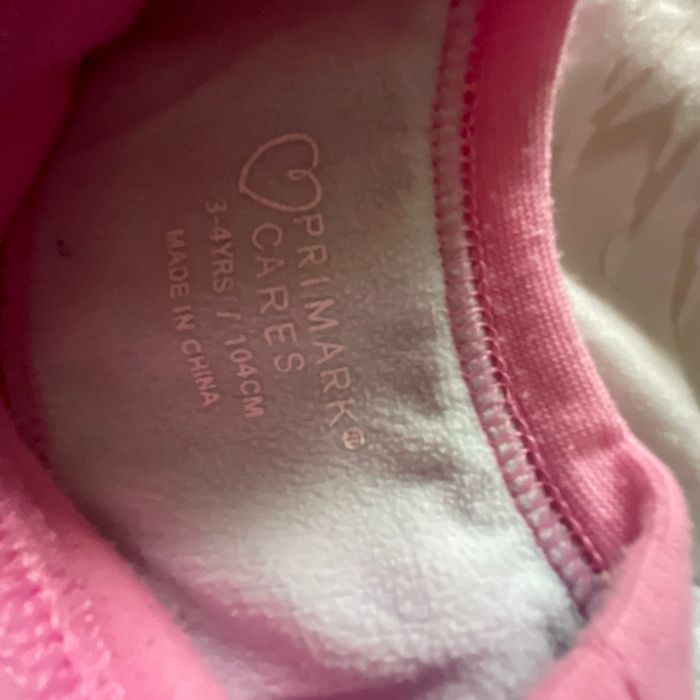 PRIMARK®
CARES
3-4YRS / 104CM
MADE IN CHINA